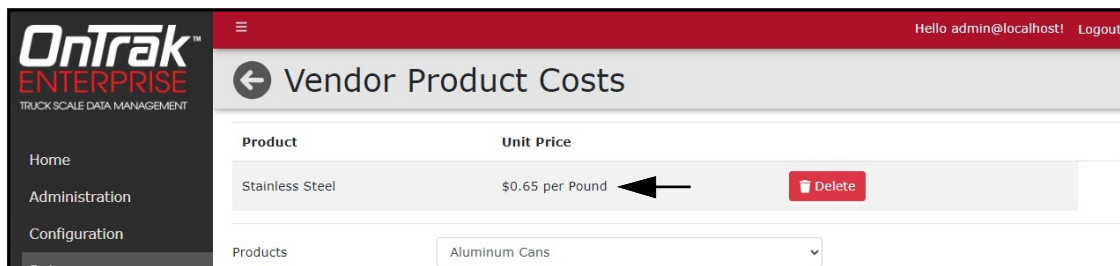 OnTrak™
ENTERPRISE
TRUCK SCALE DATA MANAGEMENT
Home
Administration
Configuration
Hello admin@localhost! Logout
Vendor Product Costs
Product Unit Price
Stainless Steel $0.65 per Pound Delete
Products Aluminum Cans